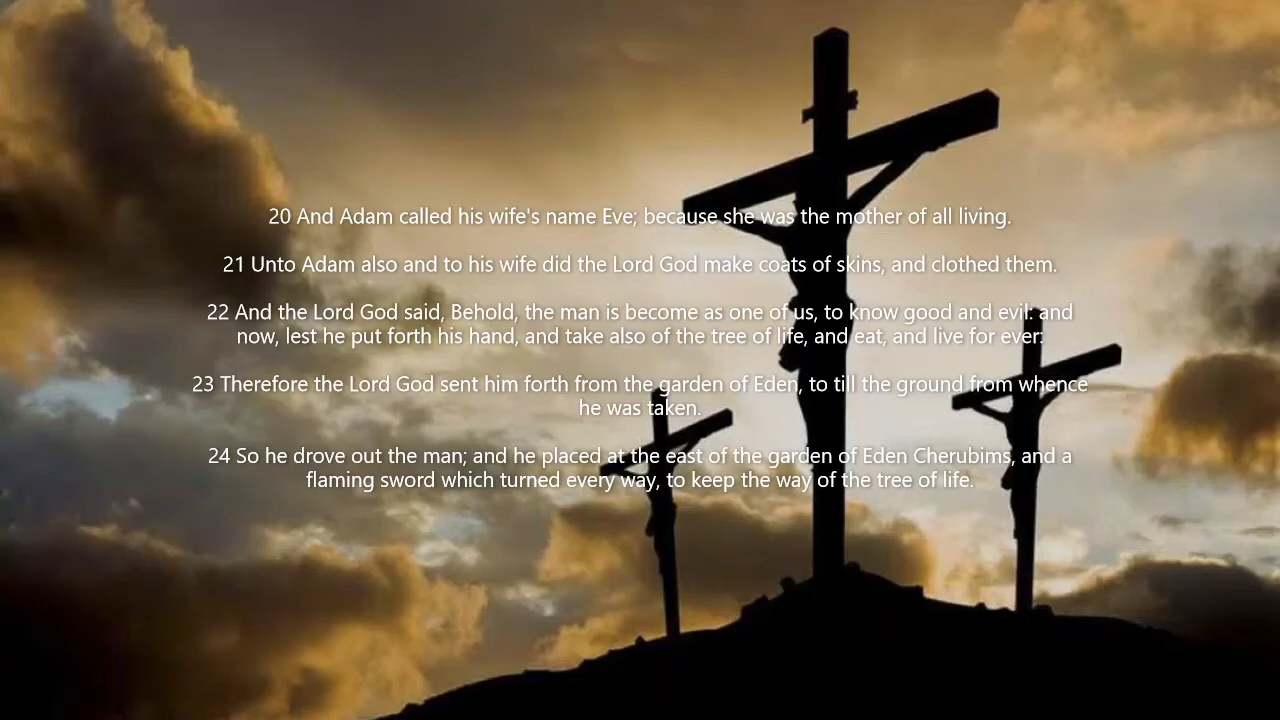 20 And Adam called his wife's name Eve; because she was the mother of all living.
21 Unto Adam also and to his wife did the Lord God make coats of skins, and clothed them.
22 And the Lord God said, Behold, the man is become as one of us, to know good and evil: and
now, lest he put forth his hand, and take also of the tree of life, and eat, and live for ever:
23 Therefore the Lord God sent him forth from the garden of Eden, to till the ground from whence
he was taken.
24 So he drove out the man; and he placed at the east of the garden of Eden Cherubims, and a
flaming sword which turned every way, to keep the way of the tree of life.